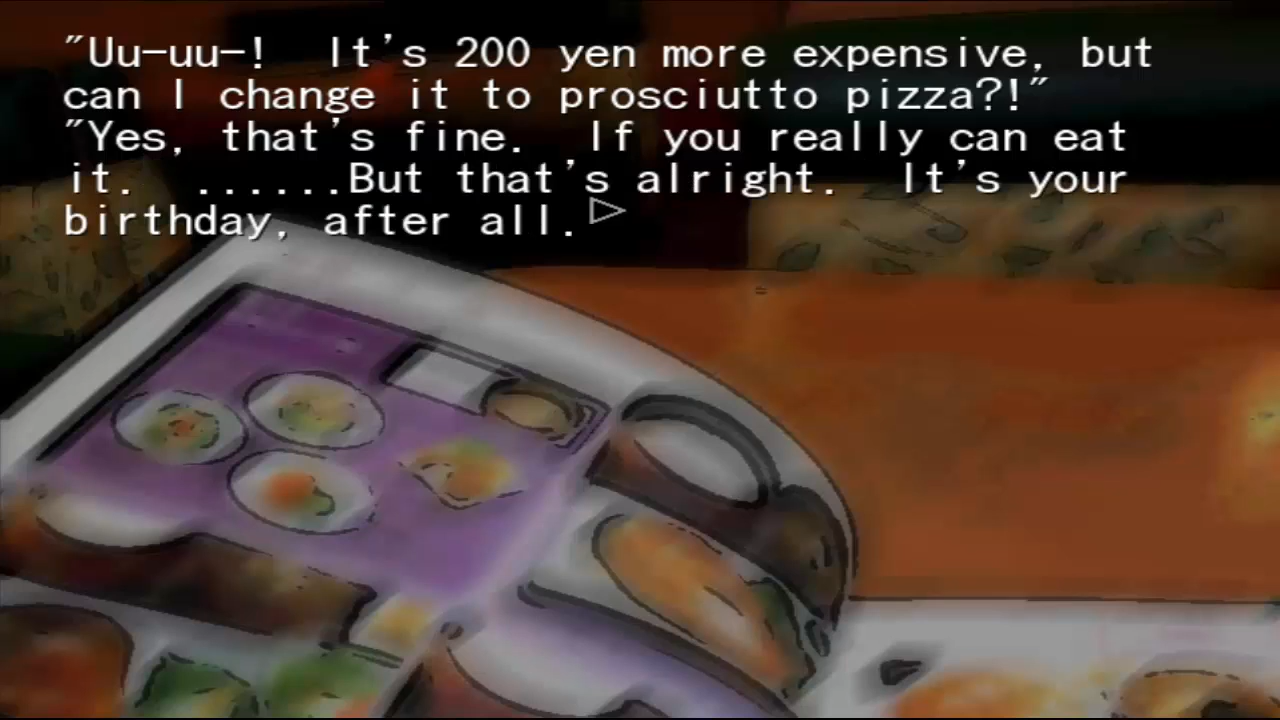 "Uu-uu-!  It's 200 yen more expensive, but
can I change it to prosciutto pizza?!"
"Yes, that's fine.  If you really can eat
it.  ......But that's alright.  It's your
birthday, after all.